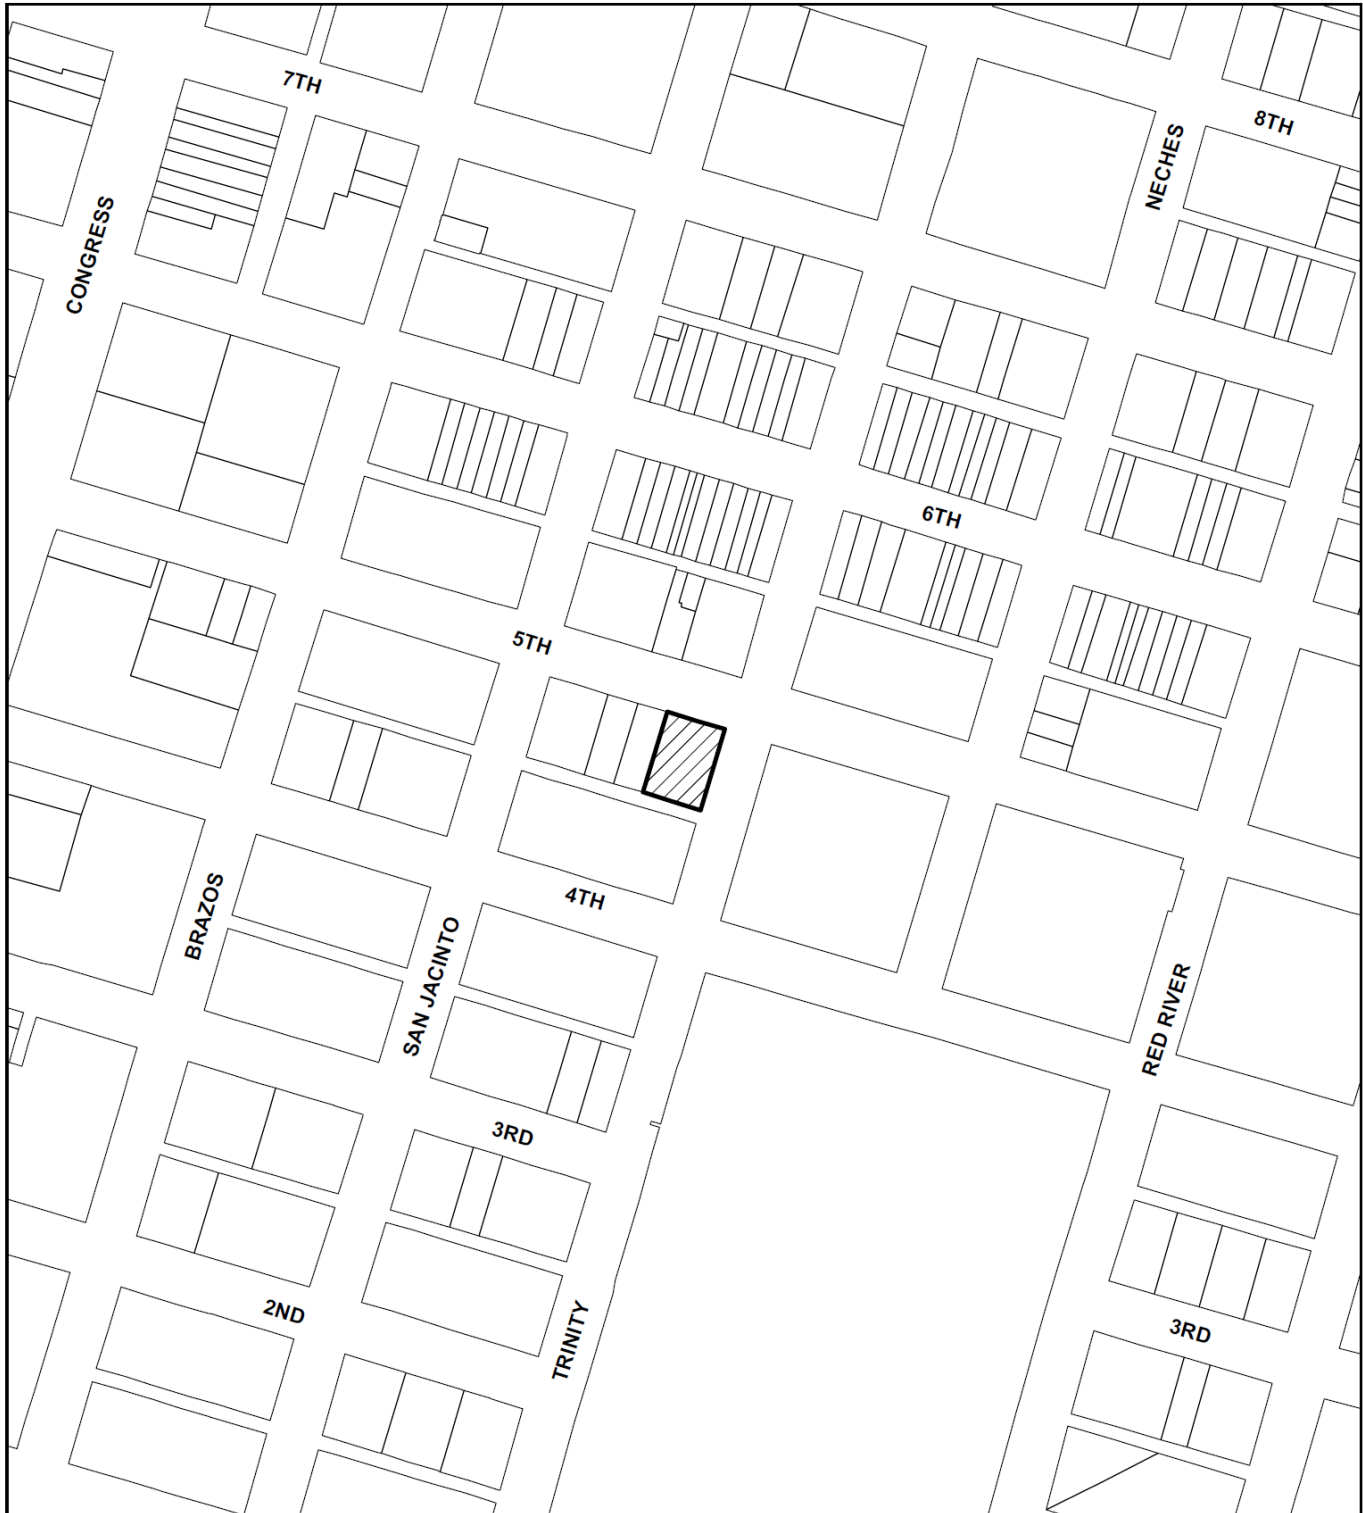 7TH
8TH
NECHES
CONGRESS
6TH
5TH
4TH
BRAZOS
SAN JACINTO
RED RIVER
3RD
2ND
TRINITY
3RD